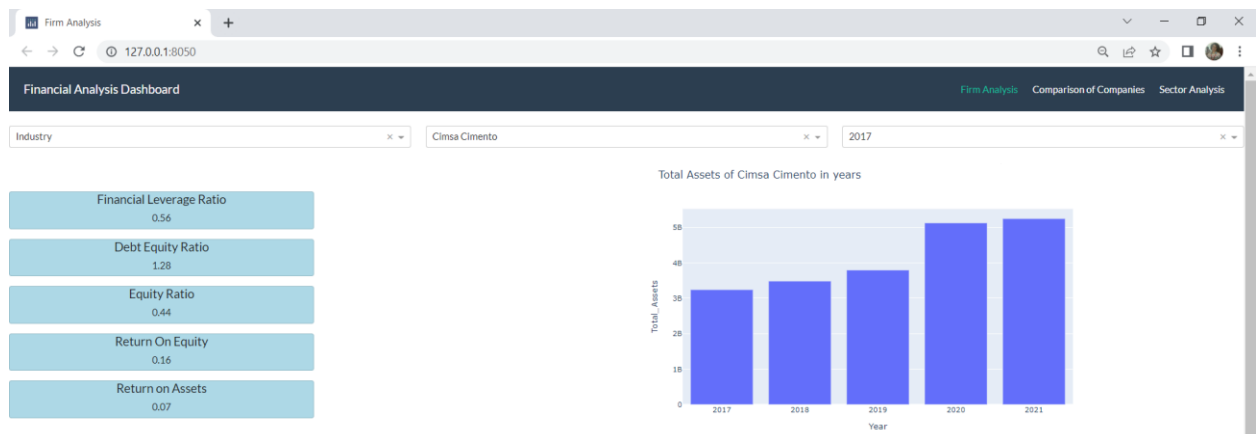 Firm Analysis
127.0.0.1:8050
Financial Analysis Dashboard
Firm Analysis Comparison of Companies Sector Analysis
Industry
Cimsa Cimento
2017
Financial Leverage Ratio
0.56
Debt Equity Ratio
1.28
Equity Ratio
0.44
Return On Equity
0.16
Return on Assets
0.07
Total Assets of Cimsa Cimento in years
5B
4B
3B
2B
1B
0
Total_Assets
2017 2018 2019 2020 2021
Year